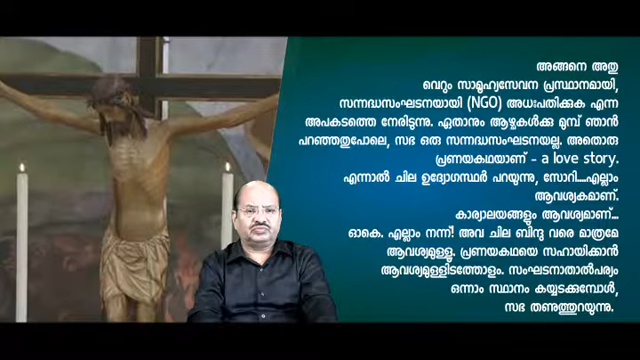 അങ്ങനെ അതു
വെറും സാമൂഹ്യസേവന പ്രസ്ഥാനമായി,
സന്നദ്ധസംഘടനയായി (NGO) അധഃപതിക്കുക എന്ന
അപകടത്തെ നേരിടുന്നു. ഏതാനും ആഴ്ചകൾക്കു മുമ്പ് ഞാൻ
പറഞ്ഞതുപോലെ, സഭ ഒരു സന്നദ്ധസംഘടനയല്ല. അതൊരു
പ്രണയകഥയാണ് - a love story.
എന്നാൽ ചില ഉദ്യോഗസ്ഥർ പറയുന്നു, സോറി....എല്ലാം
ആവശ്യകമാണ്.
കാര്യാലയങ്ങളും ആവശ്യമാണ്...
ഓകെ. എല്ലാം നന്ന്! അവ ചില ബിന്ദു വരെ മാത്രമേ
ആവശ്യമുള്ളൂ. പ്രണയകഥയെ സഹായിക്കാൻ
ആവശ്യമുള്ളിടത്തോളം. സംഘടനാതാൽപര്യം
ഒന്നാം സ്ഥാനം കയ്യടക്കുമ്പോൾ,
സഭ തണുത്തുറയുന്നു.